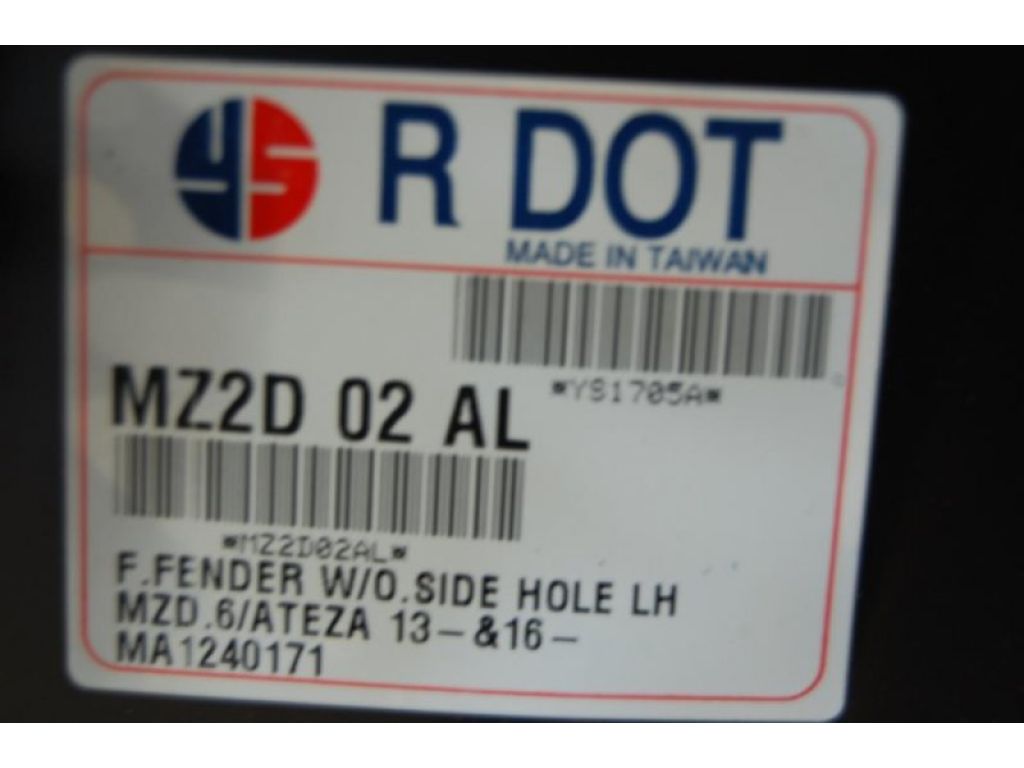 YS R DOT
MADE IN TAIWAN
*YS1705A*
MZ2D 02 AL
*MZ2D02AL*
F.FENDER W/O.SIDE HOLE LH
MZD.6/ATEZA 13-&16-
MA1240171